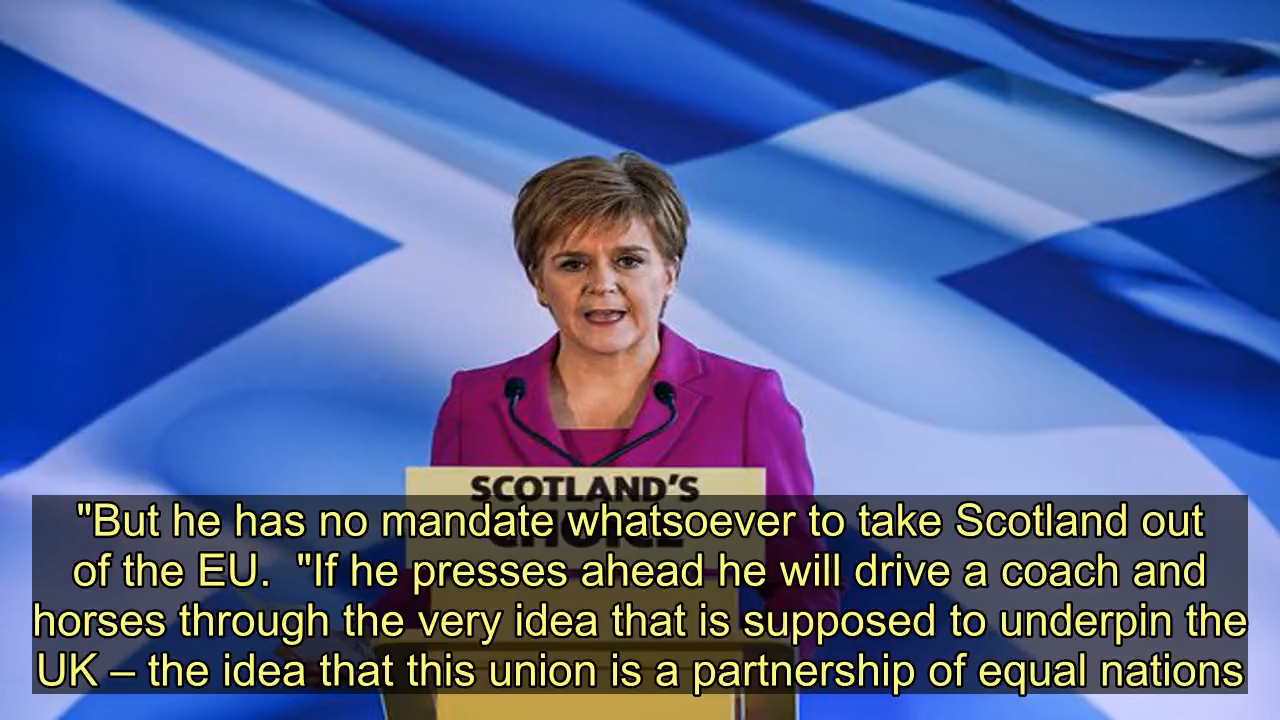 SCOTLAND'S
CHOICE
"But he has no mandate whatsoever to take Scotland out
of the EU.  "If he presses ahead he will drive a coach and
horses through the very idea that is supposed to underpin the
UK – the idea that this union is a partnership of equal nations